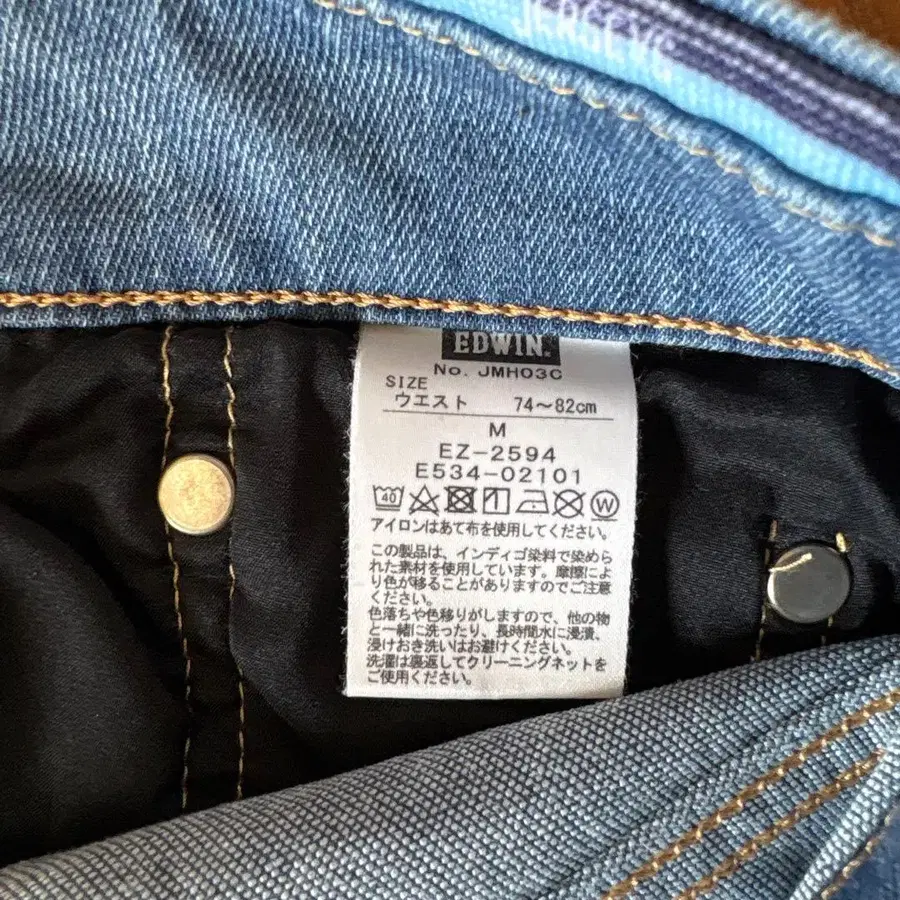 JERSEYS
EDWIN.
No. JMH03C
SIZE
ウエスト 74～82cm
M
EZ-2594
E534-02101
40
W
アイロンはあて布を使用してください。
この製品は、インディゴ染料で染めら
れた素材を使用しています。摩擦によ
り色が移ることがありますのでご注意
ください。
色落ちや色移りがしますので、他の物
と一緒に洗ったり、長時間水に浸漬、
浸けおき洗いはお避けください。
洗濯は裏返してクリーニングネットを
ご使用ください。